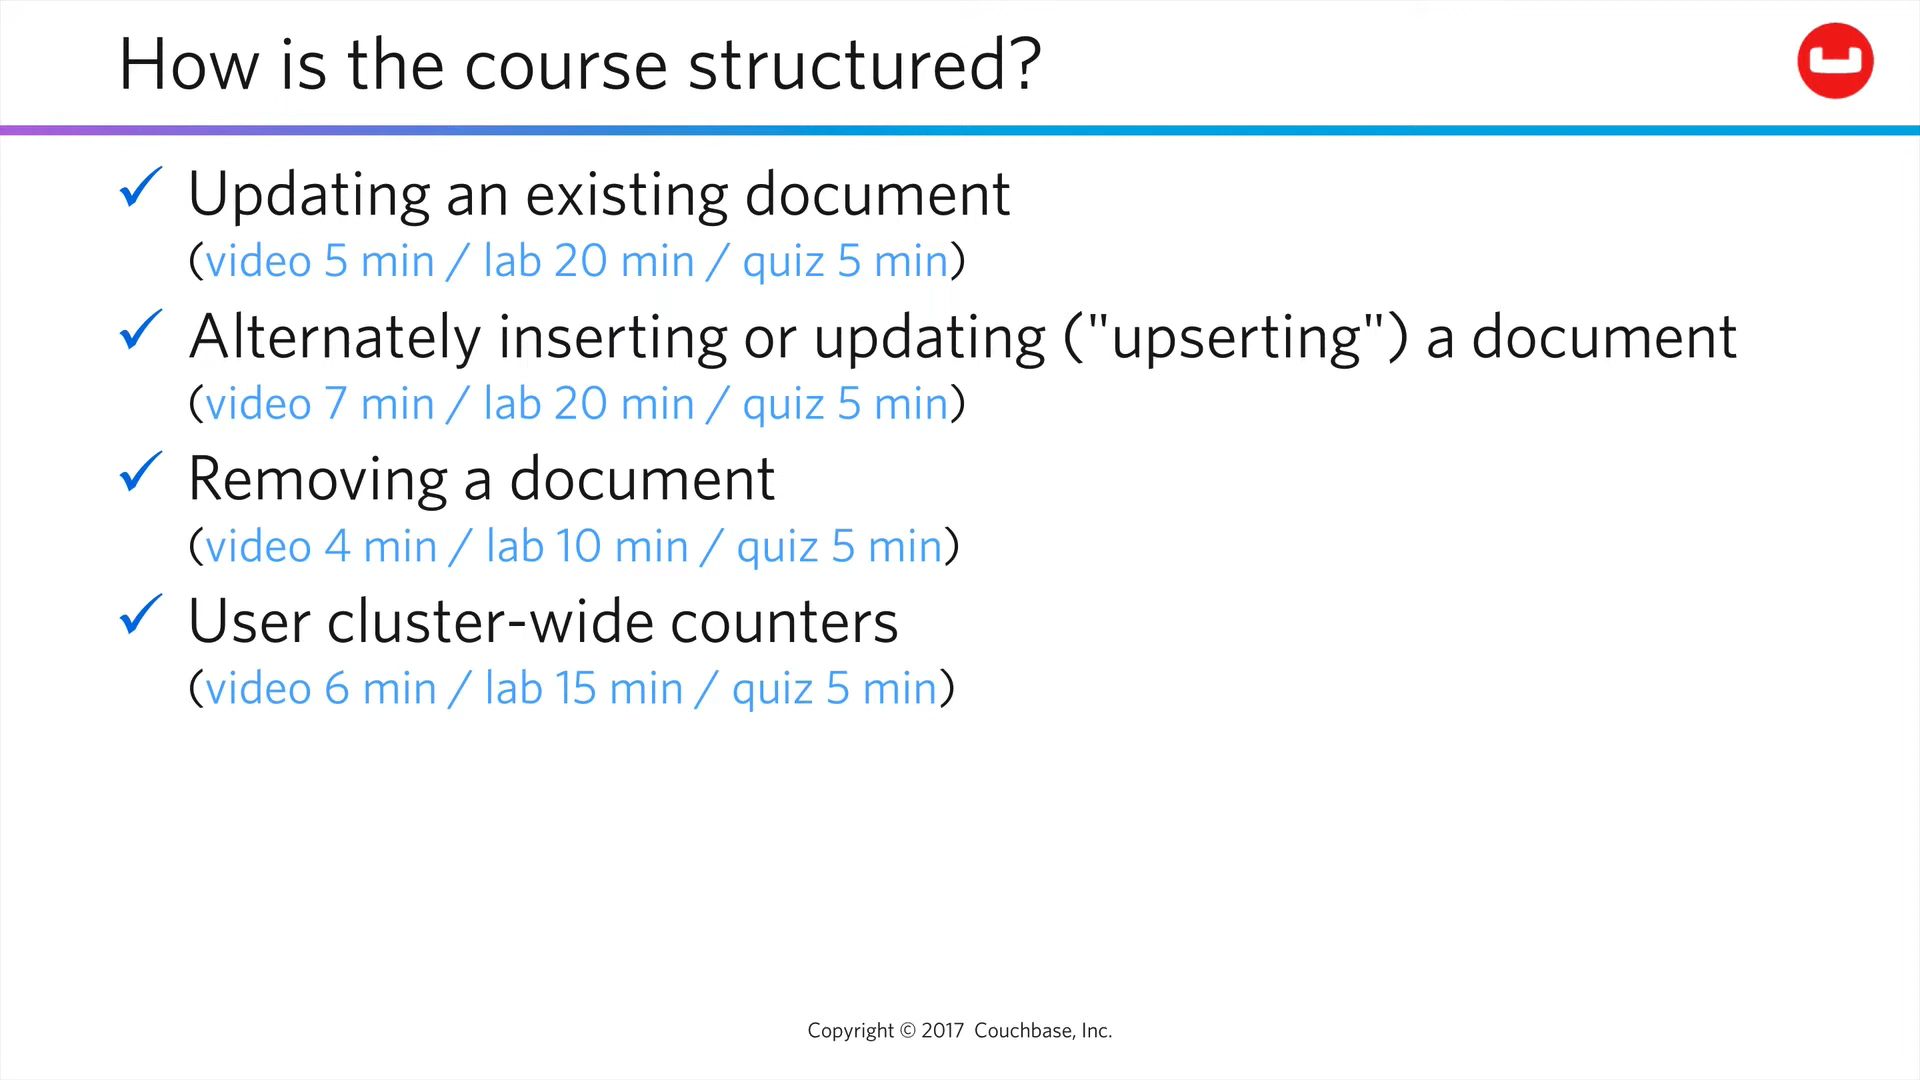 How is the course structured?
✓ Updating an existing document
(video 5 min / lab 20 min / quiz 5 min)
✓ Alternately inserting or updating ("upserting") a document
(video 7 min / lab 20 min / quiz 5 min)
✓ Removing a document
(video 4 min / lab 10 min / quiz 5 min)
✓ User cluster-wide counters
(video 6 min / lab 15 min / quiz 5 min)
Copyright © 2017 Couchbase, Inc.